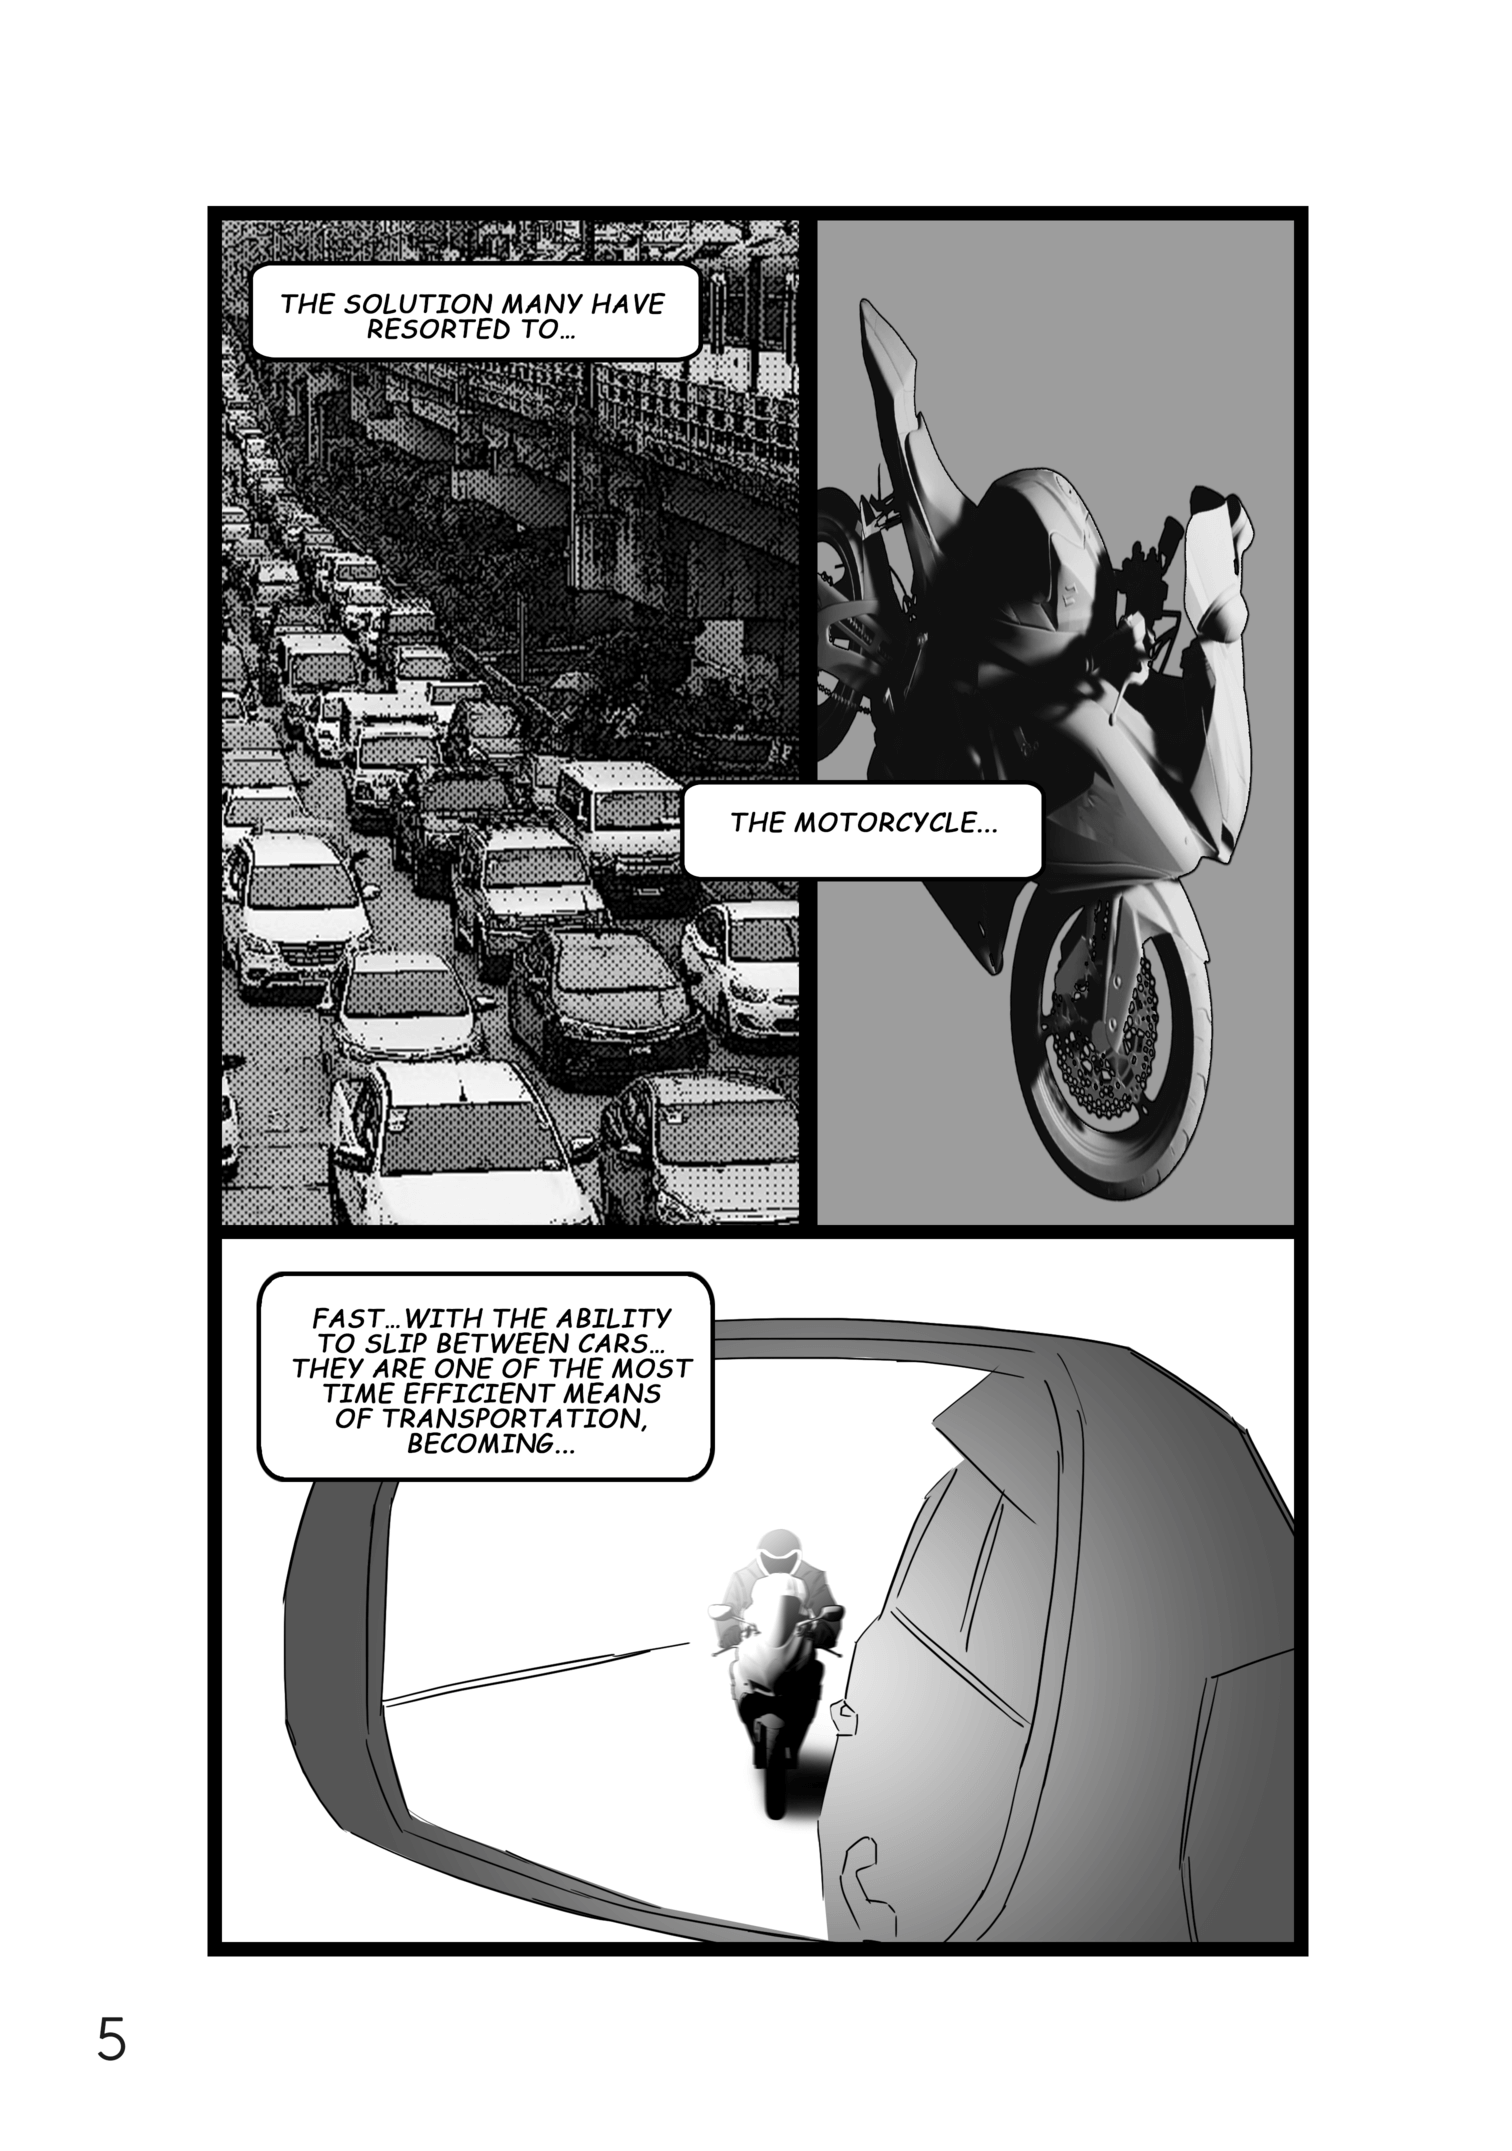 THE SOLUTION MANY HAVE
RESORTED TO...
THE MOTORCYCLE...
FAST...WITH THE ABILITY
TO SLIP BETWEEN CARS...
THEY ARE ONE OF THE MOST
TIME EFFICIENT MEANS
OF TRANSPORTATION,
BECOMING...
5